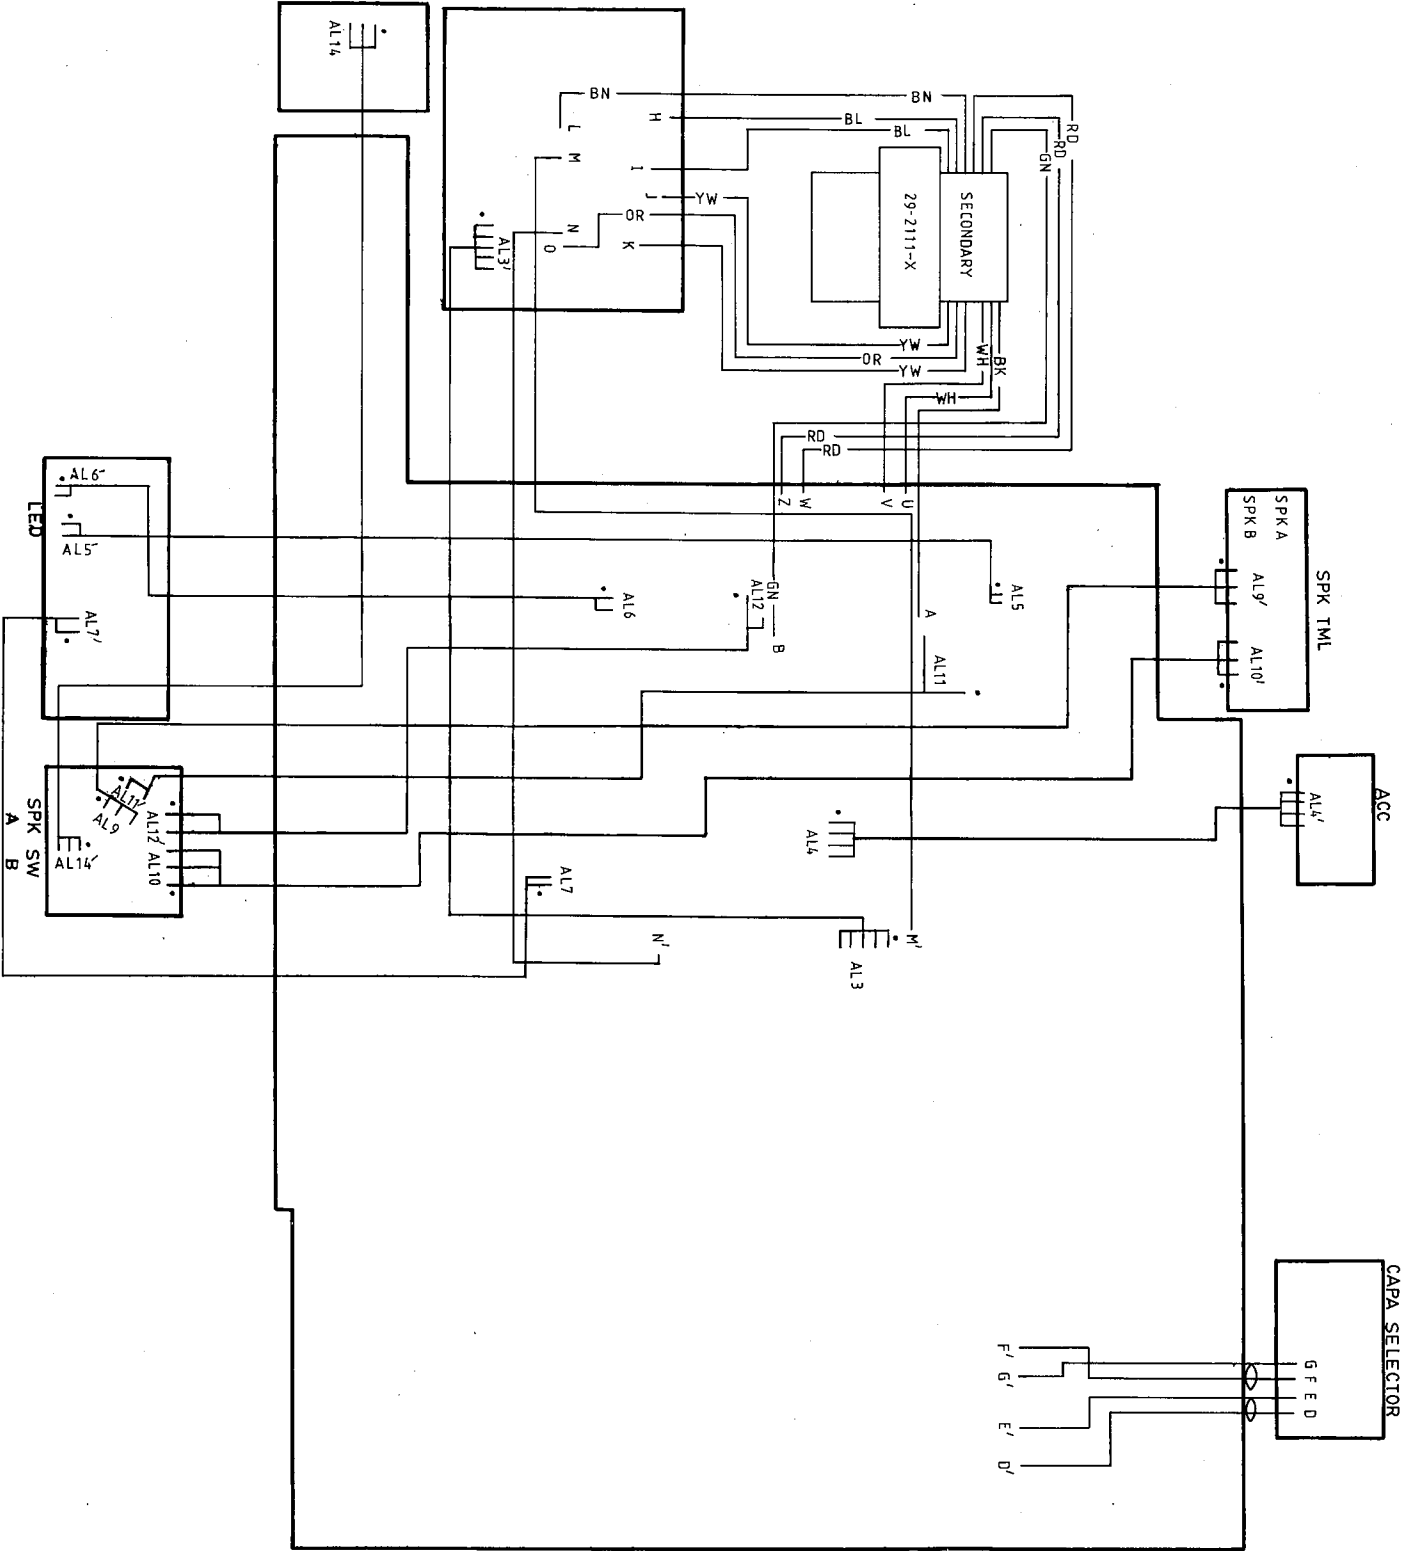 AL14
BN
BN
H
BL
BL
RD
RD
GN
L
M
I
J
YW
SECONDARY
29-2111-X
OR
N
O
K
AL3'
YW
OR
YW
WH
BK
WH
RD
RD
Z
W
V
U
AL6'
LED
AL5'
AL7'
SPK A
SPK B
SPK TML
AL9'
AL10'
AL5
AL6
GN
AL12
B
A
AL11
ACC
AL4'
AL11'
AL9
AL12'
AL10
AL14'
SPK SW
A B
AL4
AL7
N'
M'
AL3
CAPA SELECTOR
G
F
E
D
F'
G'
E'
D'